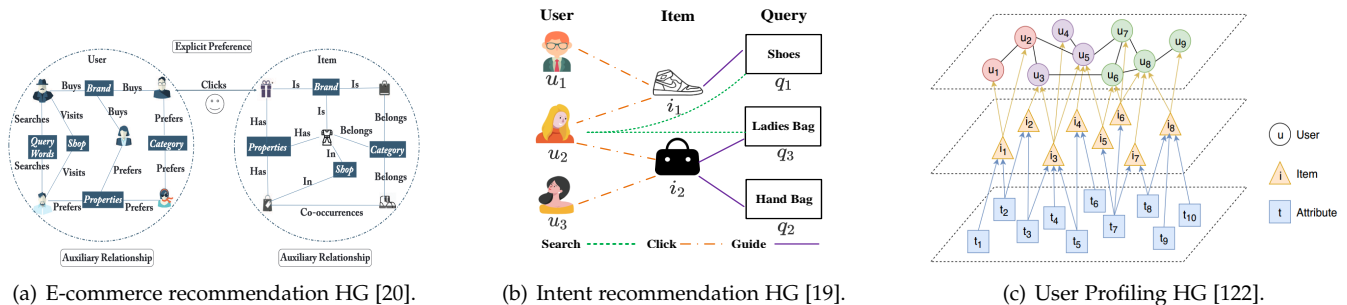 Explicit Preference
User
Item
Buys
Brand
Buys
Clicks
Is
Brand
Is
Searches
Visits
Buys
Prefers
Has
Is
Belongs
Query
Words
Shop
Category
Properties
Has
Belongs
Category
In
Shop
Searches
Visits
Prefers
Prefers
Has
In
Belongs
Prefers
Properties
Prefers
Co-occurrences
Auxiliary Relationship
Auxiliary Relationship
(a) E-commerce recommendation HG [20].
User
Item
Query
u1
i1
Shoes
q1
u2
i2
Ladies Bag
q3
u3
Hand Bag
q2
Search
Click
Guide
(b) Intent recommendation HG [19].
u1
u2
u3
u4
u5
u6
u7
u8
u9
i1
i2
i3
i4
i5
i6
i7
i8
t1
t2
t3
t4
t5
t6
t7
t8
t9
t10
u User
i Item
t Attribute
(c) User Profiling HG [122].